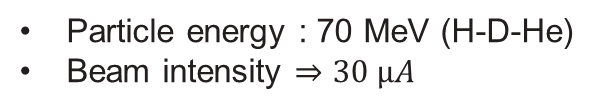 • Particle energy : 70 MeV (H-D-He)
• Beam intensity ⇒ 30 μA